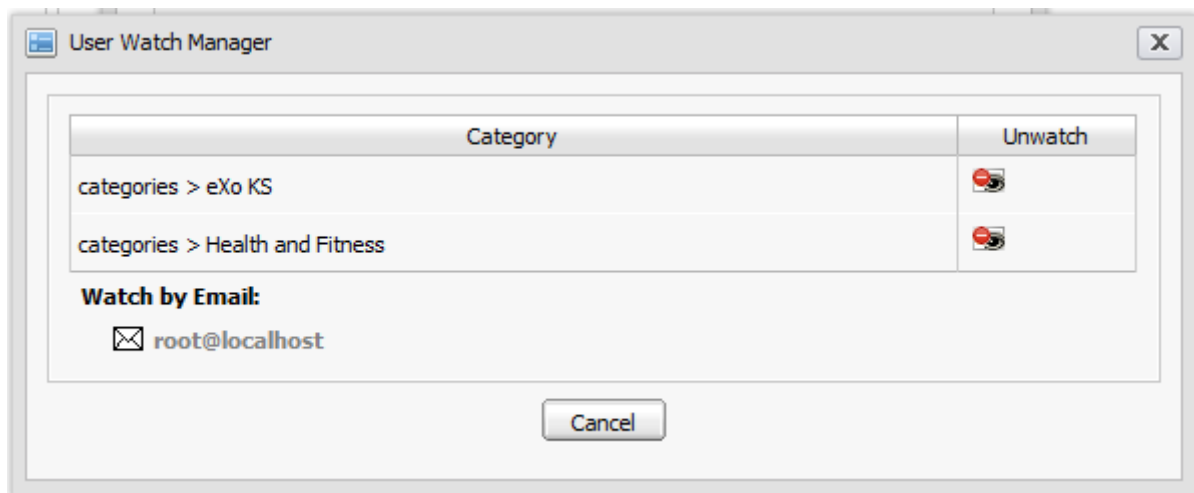 User Watch Manager
X
Category Unwatch
categories > eXo KS
categories > Health and Fitness
Watch by Email:
root@localhost
Cancel